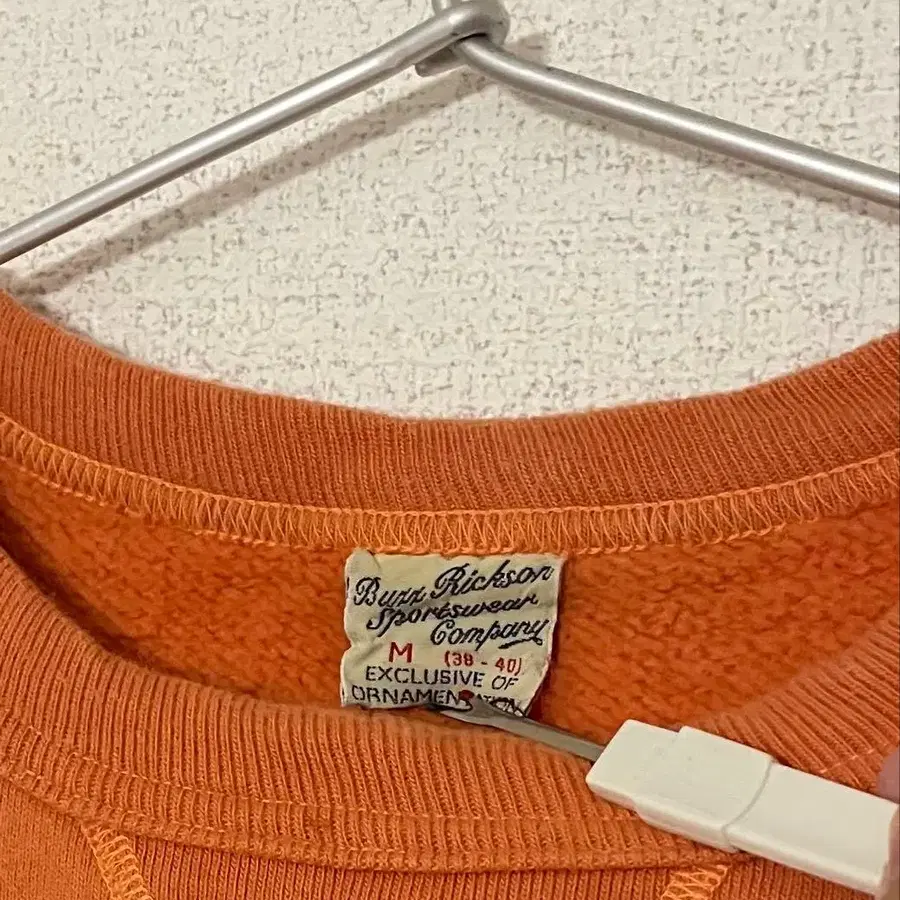 Buzz Rickson
Sportswear
Company
M (38 - 40)
EXCLUSIVE OF